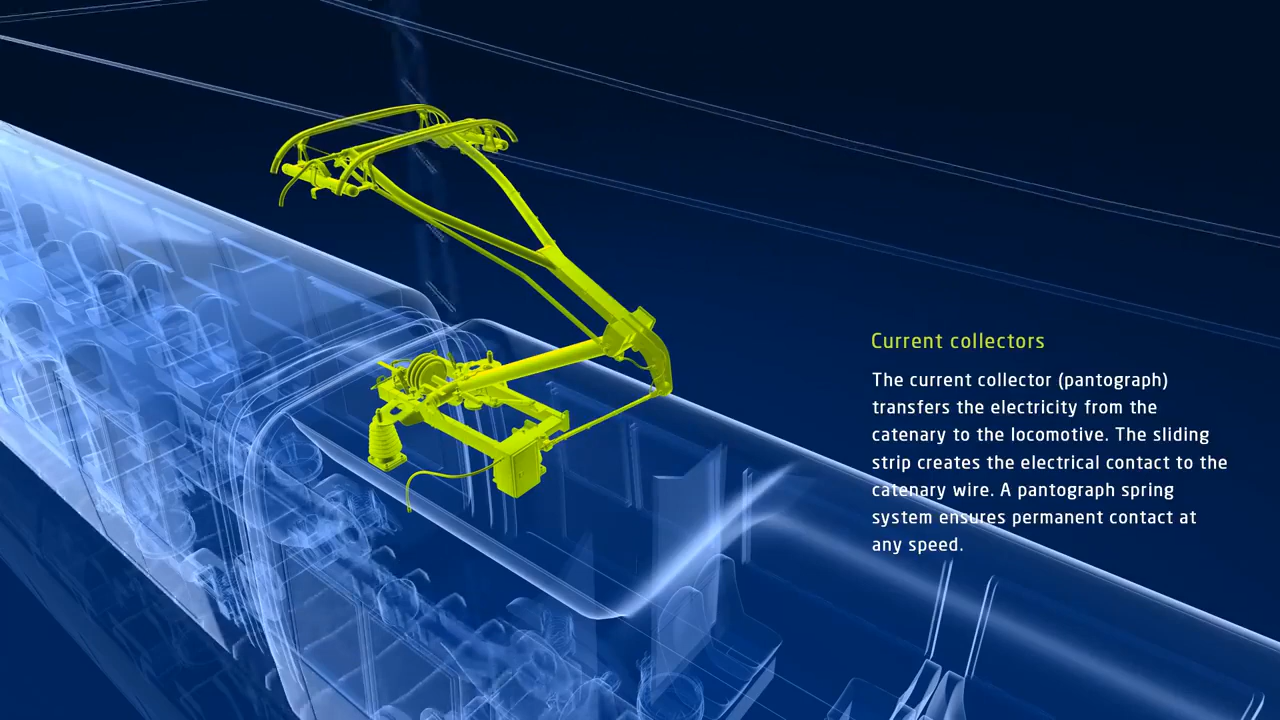 Current collectors
The current collector (pantograph)
transfers the electricity from the
catenary to the locomotive. The sliding
strip creates the electrical contact to the
catenary wire. A pantograph spring
system ensures permanent contact at
any speed.